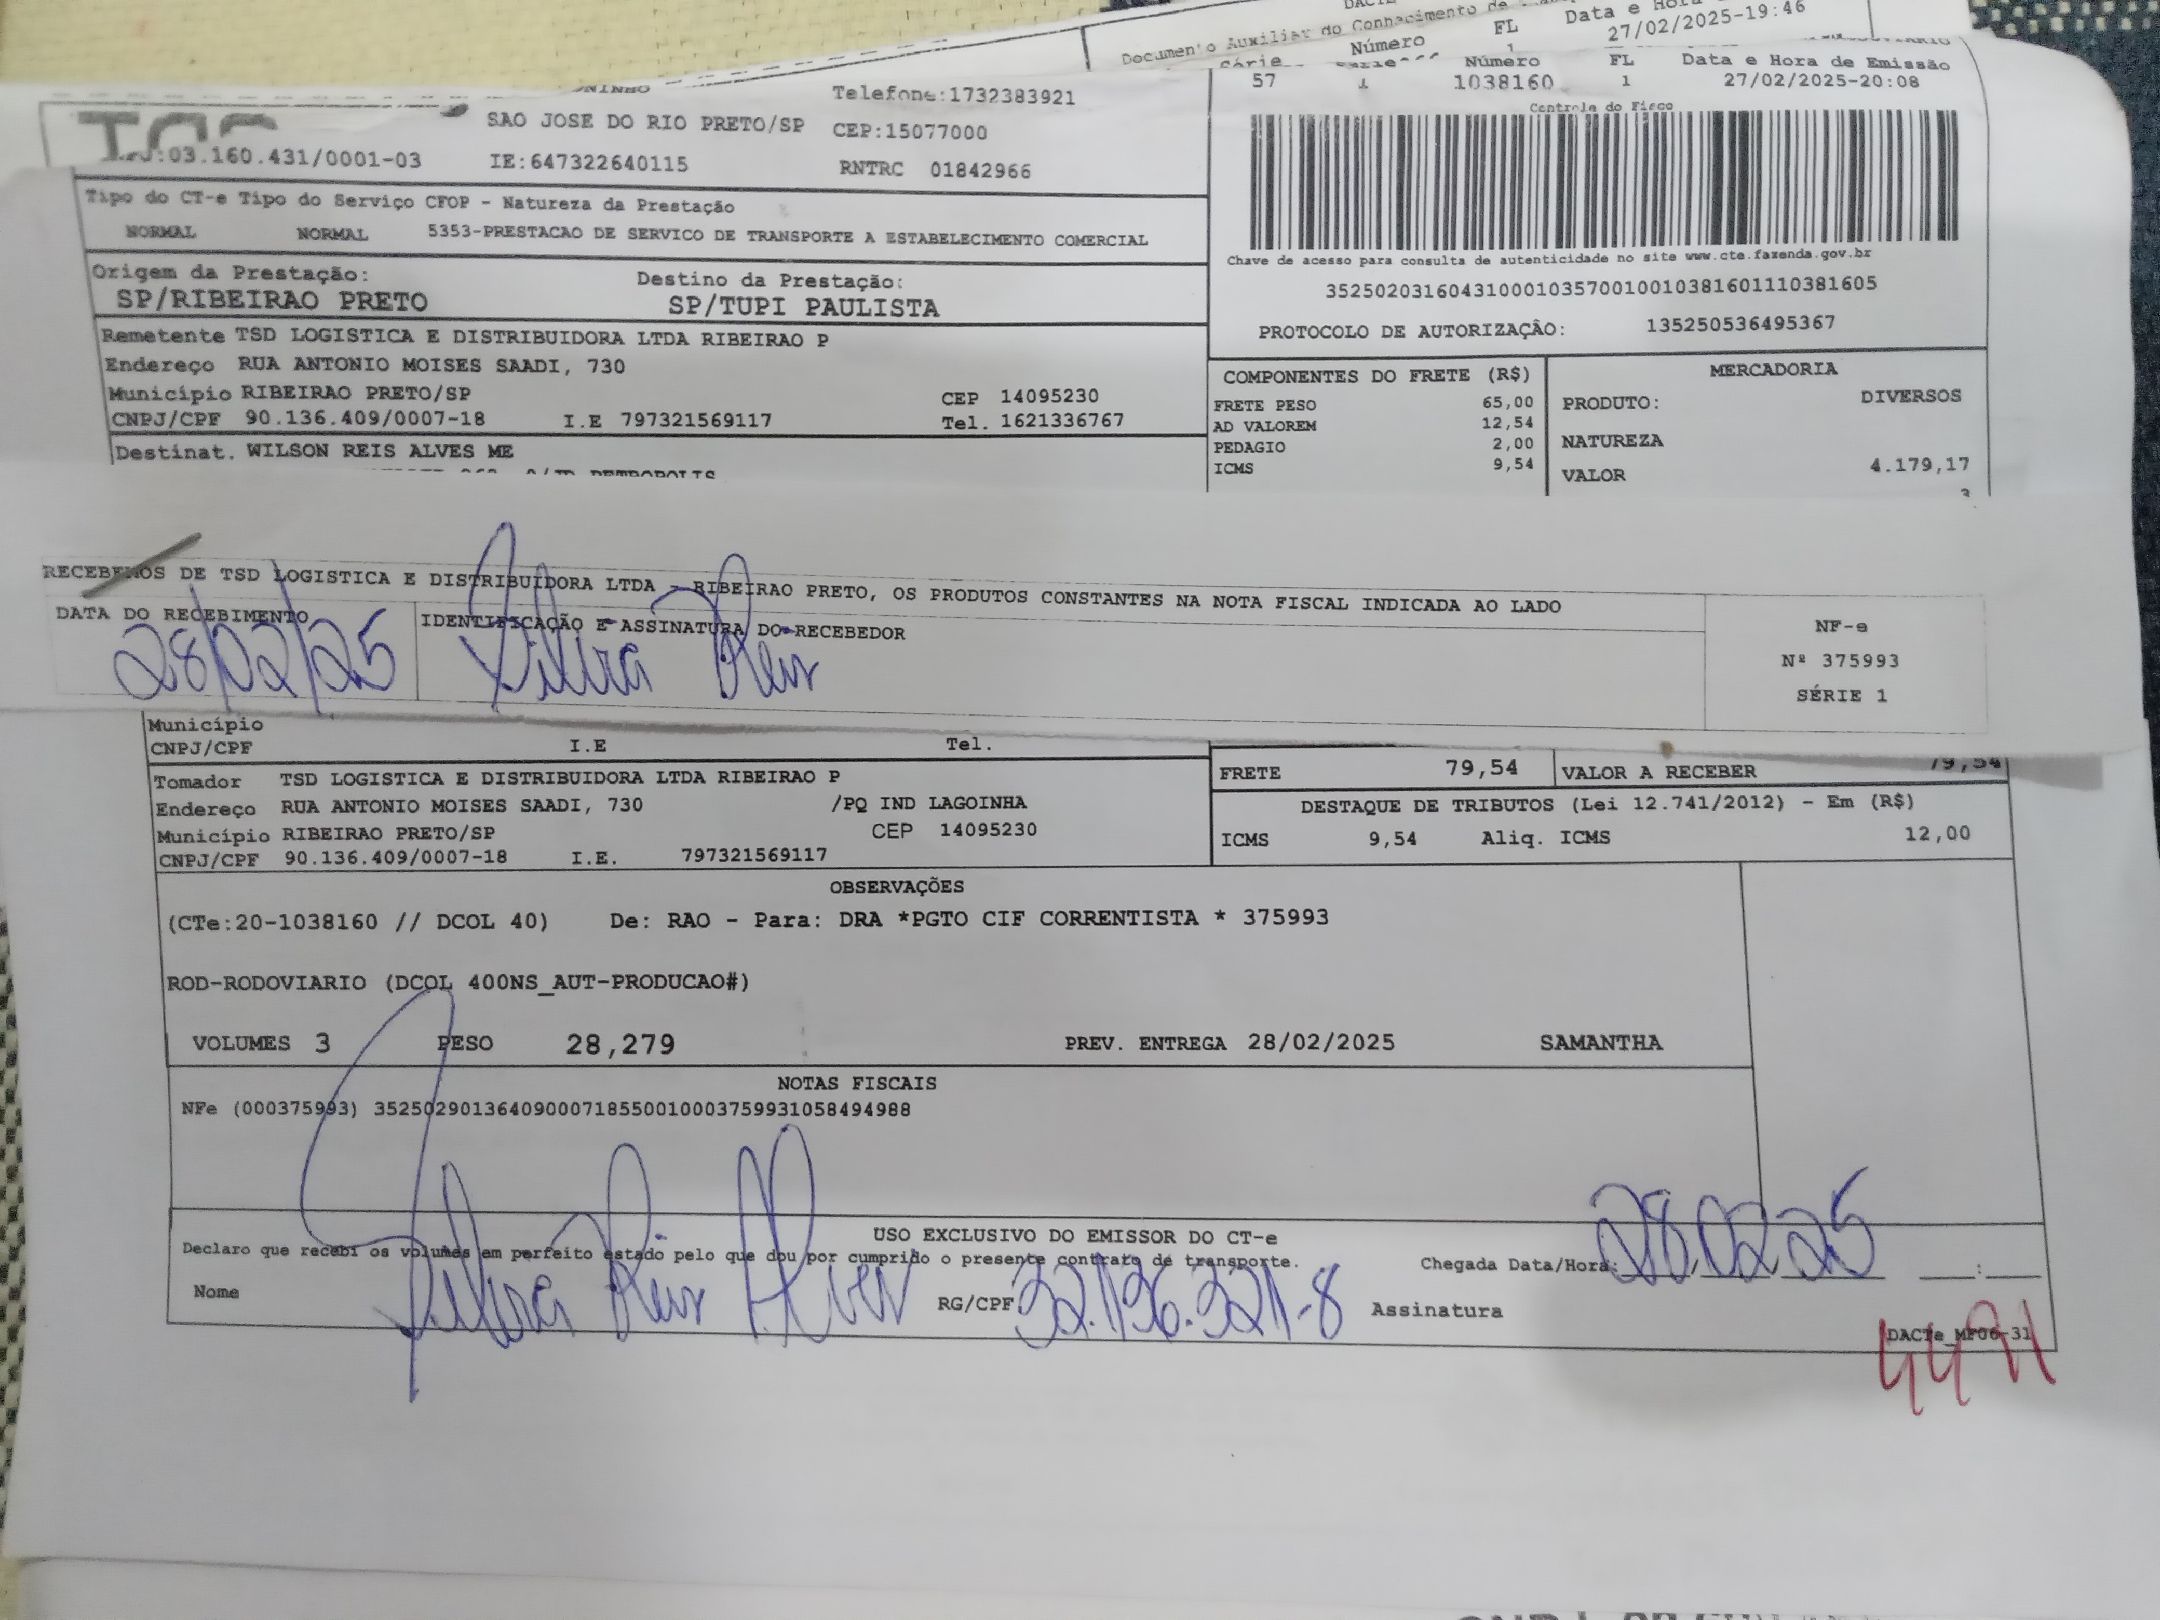 Documento Auxiliar do Conhecimento de
Número FL Data e Hora
1 27/02/2025-19:46
Série Número FL Data e Hora de Emissão
57 1 1038160 1 27/02/2025-20:08
Controle do Fisco
Telefone:1732383921
SAO JOSE DO RIO PRETO/SP CEP:15077000
:03.160.431/0001-03 IE:647322640115 RNTRC 01842966
Tipo do CT-e Tipo do Serviço CFOP - Natureza da Prestação
NORMAL NORMAL 5353-PRESTACAO DE SERVICO DE TRANSPORTE A ESTABELECIMENTO COMERCIAL
Chave de acesso para consulta de autenticidade no site www.cte.fazenda.gov.br
35250203160431000103570010010381601110381605
PROTOCOLO DE AUTORIZAÇÃO: 135250536495367
Origem da Prestação: Destino da Prestação:
SP/RIBEIRAO PRETO SP/TUPI PAULISTA
Remetente TSD LOGISTICA E DISTRIBUIDORA LTDA RIBEIRAO P
Endereço RUA ANTONIO MOISES SAADI, 730
Município RIBEIRAO PRETO/SP CEP 14095230
CNPJ/CPF 90.136.409/0007-18 I.E 797321569117 Tel. 1621336767
Destinat. WILSON REIS ALVES ME
COMPONENTES DO FRETE (R$) MERCADORIA
FRETE PESO 65,00 PRODUTO: DIVERSOS
AD VALOREM 12,54
PEDAGIO 2,00 NATUREZA
ICMS 9,54 VALOR 4.179,17
RECEBEMOS DE TSD LOGISTICA E DISTRIBUIDORA LTDA - RIBEIRAO PRETO, OS PRODUTOS CONSTANTES NA NOTA FISCAL INDICADA AO LADO
DATA DO RECEBIMENTO IDENTIFICAÇÃO E ASSINATURA DO RECEBEDOR
28/02/25 Silvia Reis
NF-e
Nº 375993
SÉRIE 1
Município
CNPJ/CPF I.E Tel.
Tomador TSD LOGISTICA E DISTRIBUIDORA LTDA RIBEIRAO P
Endereço RUA ANTONIO MOISES SAADI, 730 /PQ IND LAGOINHA
Município RIBEIRAO PRETO/SP CEP 14095230
CNPJ/CPF 90.136.409/0007-18 I.E. 797321569117
FRETE 79,54 VALOR A RECEBER 79,54
DESTAQUE DE TRIBUTOS (Lei 12.741/2012) - Em (R$)
ICMS 9,54 Aliq. ICMS 12,00
OBSERVAÇÕES
(CTe:20-1038160 // DCOL 40) De: RAO - Para: DRA *PGTO CIF CORRENTISTA * 375993
ROD-RODOVIARIO (DCOL 400NS_AUT-PRODUCAO#)
VOLUMES 3 PESO 28,279 PREV. ENTREGA 28/02/2025 SAMANTHA
NOTAS FISCAIS
NFe (000375993) 35250290136409000718550010003759931058494988
USO EXCLUSIVO DO EMISSOR DO CT-e
Declaro que recebi os volumes em perfeito estado pelo que dou por cumprido o presente contrato de transporte. Chegada Data/Hora: 28.02.25 :
Nome Silvia Reis Alves RG/CPF 32.196.321-8 Assinatura
DACTe_MF06-31